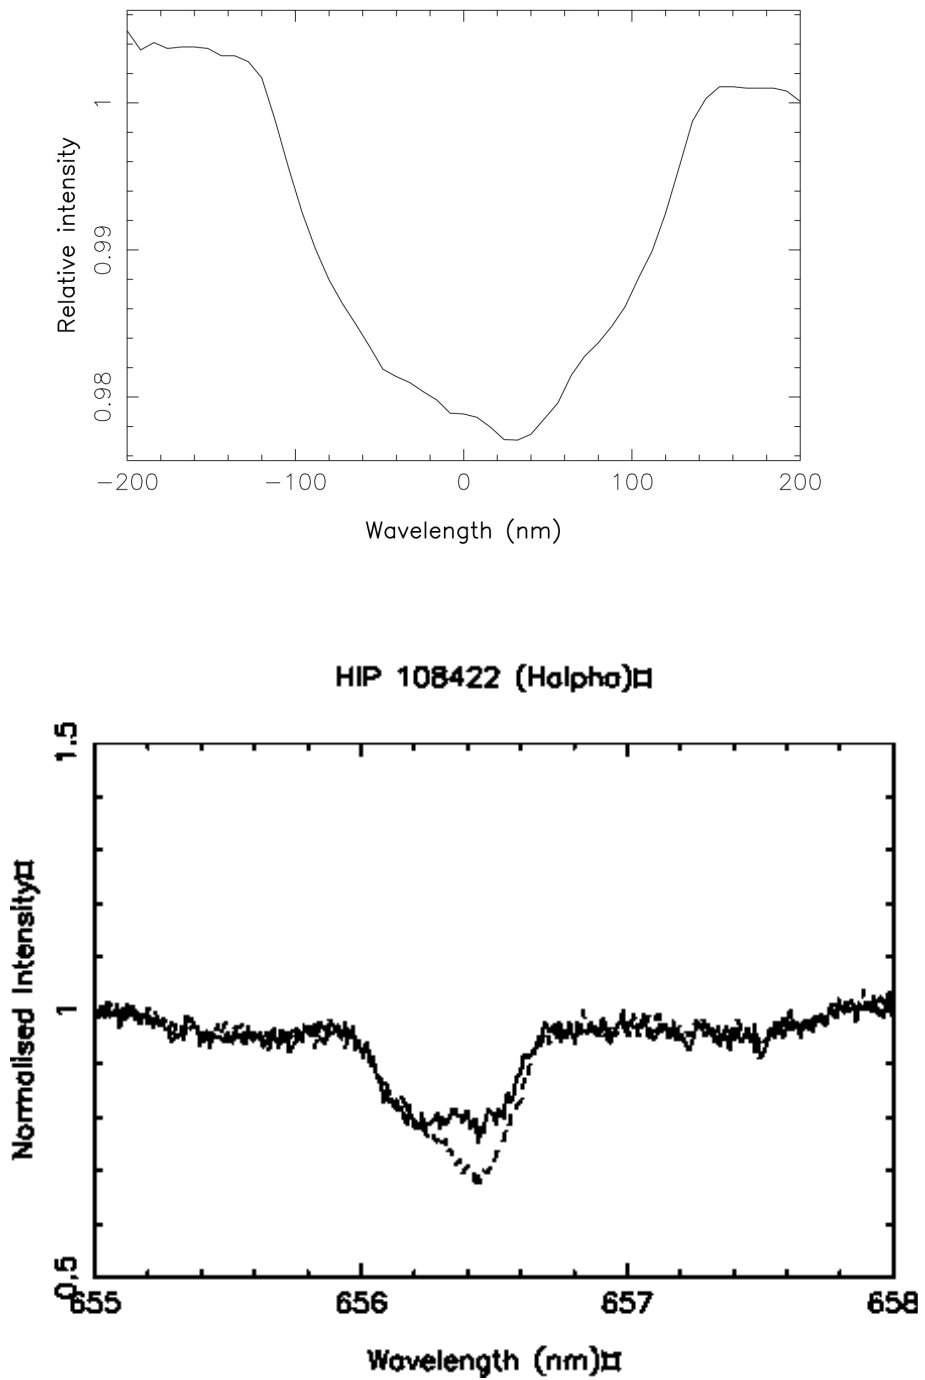 1
0.99
0.98
Relative intensity
−200 −100 0 100 200
Wavelength (nm)
HIP 108422 (Halpha)¤
1.5
1
0.5
Normalised Intensity¤
655 656 657 658
Wavelength (nm)¤